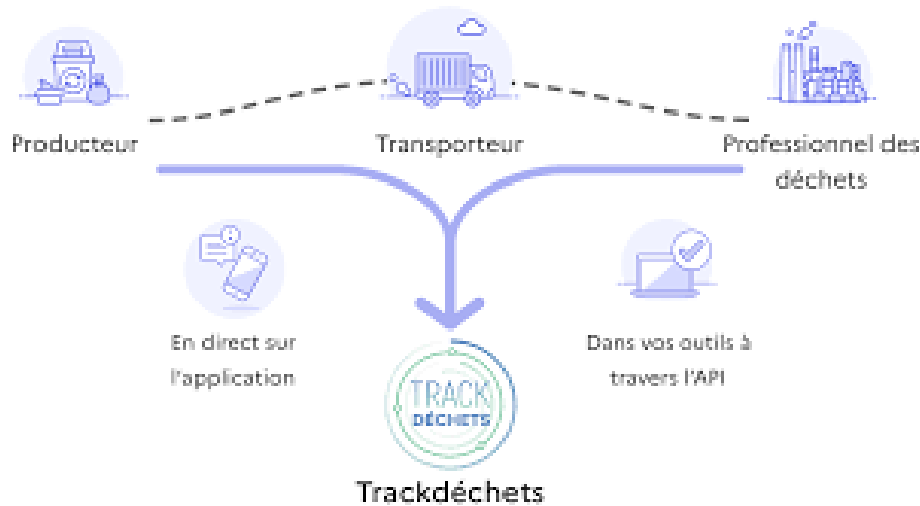 Producteur
Transporteur
Professionnel des
déchets
En direct sur
l'application
Dans vos outils à
travers l'API
TRACK
DÉCHETS
Trackdéchets